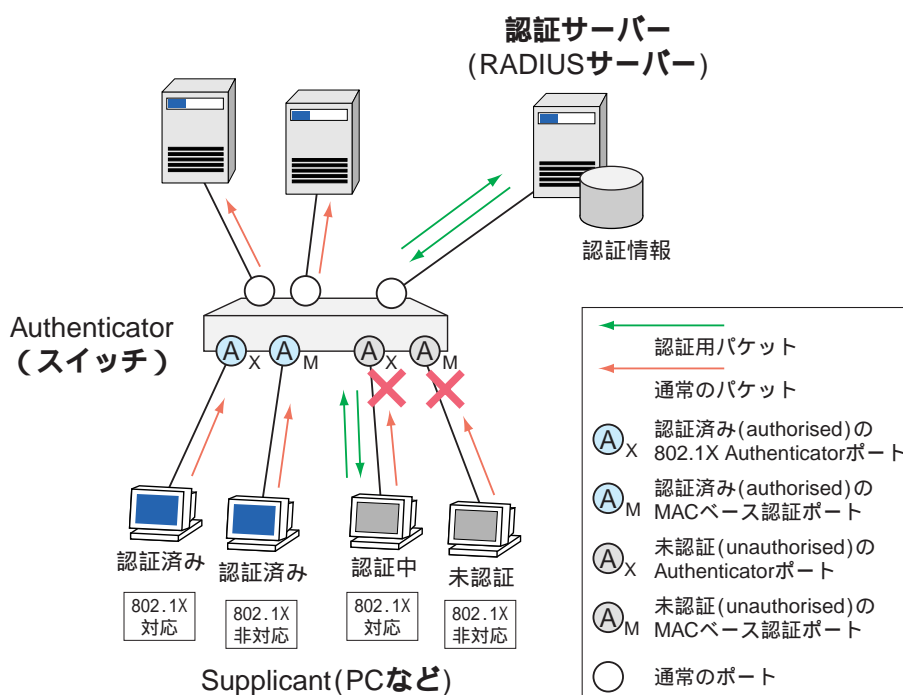 認証サーバー
(RADIUSサーバー)
認証情報
Authenticator
(スイッチ)
A X
A M
A X
A M
認証済み
認証済み
認証中
未認証
802.1X
対応
802.1X
非対応
802.1X
対応
802.1X
非対応
Supplicant(PCなど)
認証用パケット
通常のパケット
A X 認証済み(authorised)の
802.1X Authenticatorポート
A M 認証済み(authorised)の
MACベース認証ポート
A X 未認証(unauthorised)の
Authenticatorポート
A M 未認証(unauthorised)の
MACベース認証ポート
通常のポート